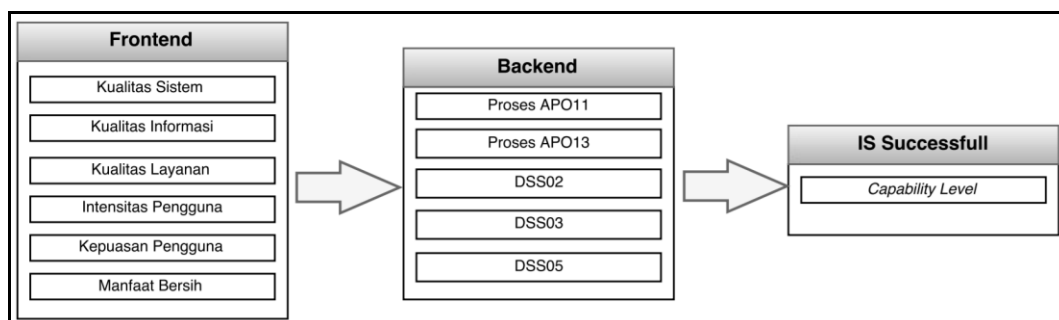 Frontend
Kualitas Sistem
Kualitas Informasi
Kualitas Layanan
Intensitas Pengguna
Kepuasan Pengguna
Manfaat Bersih
Backend
Proses APO11
Proses APO13
DSS02
DSS03
DSS05
IS Successfull
Capability Level